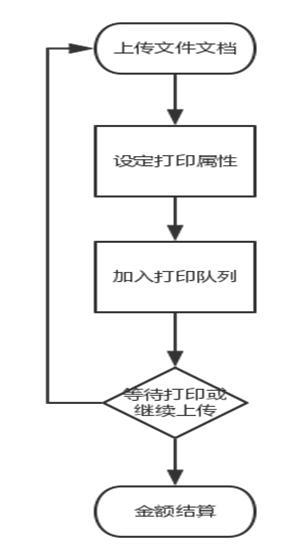 上传文件文档
设定打印属性
加入打印队列
等待打印或
继续上传
金额结算